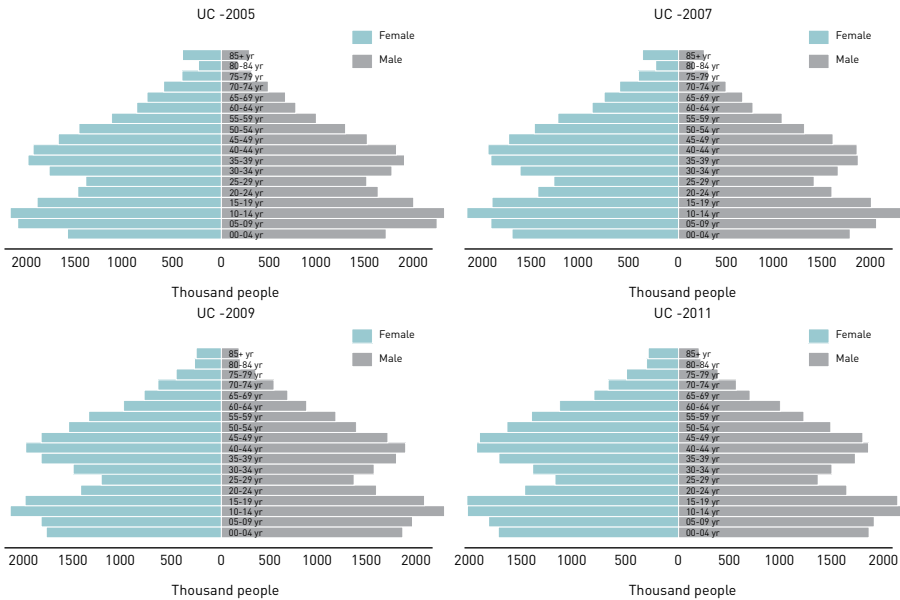 UC -2005
Female
Male
85+ yr
80-84 yr
75-79 yr
70-74 yr
65-69 yr
60-64 yr
55-59 yr
50-54 yr
45-49 yr
40-44 yr
35-39 yr
30-34 yr
25-29 yr
20-24 yr
15-19 yr
10-14 yr
05-09 yr
00-04 yr
2000 1500 1000 500 0 500 1000 1500 2000
Thousand people
UC -2007
Female
Male
85+ yr
80-84 yr
75-79 yr
70-74 yr
65-69 yr
60-64 yr
55-59 yr
50-54 yr
45-49 yr
40-44 yr
35-39 yr
30-34 yr
25-29 yr
20-24 yr
15-19 yr
10-14 yr
05-09 yr
00-04 yr
2000 1500 1000 500 0 500 1000 1500 2000
Thousand people
UC -2009
Female
Male
85+ yr
80-84 yr
75-79 yr
70-74 yr
65-69 yr
60-64 yr
55-59 yr
50-54 yr
45-49 yr
40-44 yr
35-39 yr
30-34 yr
25-29 yr
20-24 yr
15-19 yr
10-14 yr
05-09 yr
00-04 yr
2000 1500 1000 500 0 500 1000 1500 2000
Thousand people
UC -2011
Female
Male
85+ yr
80-84 yr
75-79 yr
70-74 yr
65-69 yr
60-64 yr
55-59 yr
50-54 yr
45-49 yr
40-44 yr
35-39 yr
30-34 yr
25-29 yr
20-24 yr
15-19 yr
10-14 yr
05-09 yr
00-04 yr
2000 1500 1000 500 0 500 1000 1500 2000
Thousand people